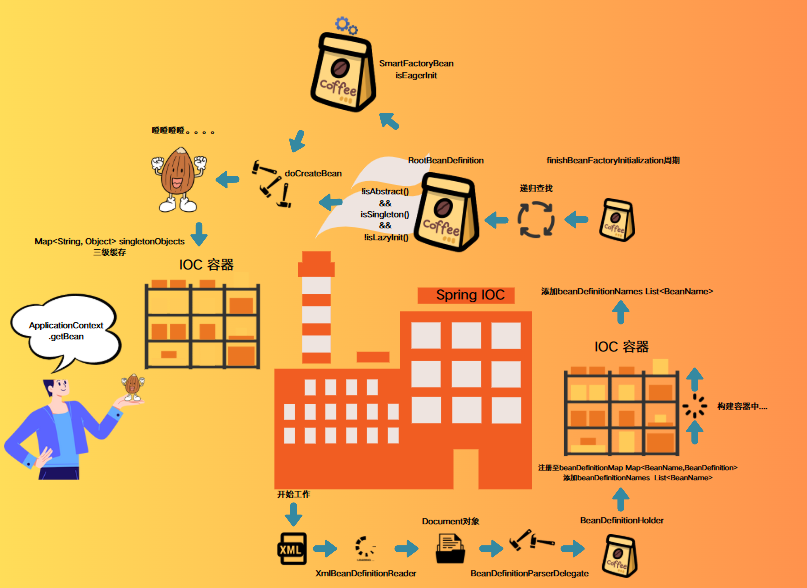 SmartFactoryBean
isEagerInit
噔噔噔噔。。。。
doCreateBean
RootBeanDefinition
finishBeanFactoryInitialization周期
递归查找
!isAbstract()
&&
isSingleton()
&&
!isLazyInit()
Coffee
Coffee
Coffee
Map<String, Object> singletonObjects
三级缓存
IOC 容器
ApplicationContext
.getBean
Spring IOC
添加beanDefinitionNames List<BeanName>
IOC 容器
构建容器中....
注册至beanDefinitionMap Map<BeanName,BeanDefinition>
添加beanDefinitionNames List<BeanName>
开始工作
XML
XmlBeanDefinitionReader
Document对象
BeanDefinitionParserDelegate
BeanDefinitionHolder
Coffee